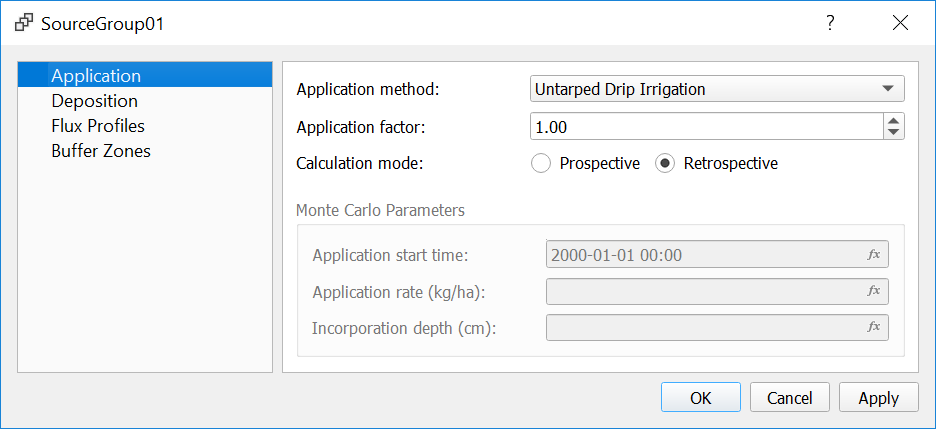 SourceGroup01 ?
Application
Deposition
Flux Profiles
Buffer Zones
Application method: Untarped Drip Irrigation
Application factor: 1.00
Calculation mode: Prospective Retrospective
Monte Carlo Parameters
Application start time: 2000-01-01 00:00 fx
Application rate (kg/ha): fx
Incorporation depth (cm): fx
OK Cancel Apply